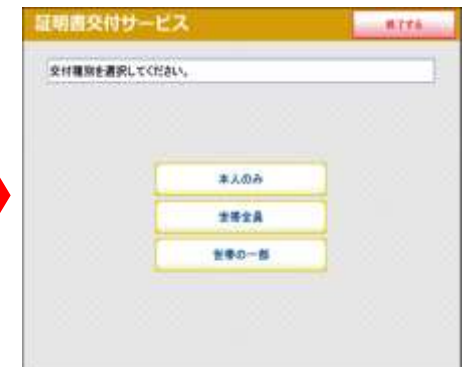 証明書交付サービス
終了する
交付種別を選択してください。
本人のみ
世帯全員
世帯の一部